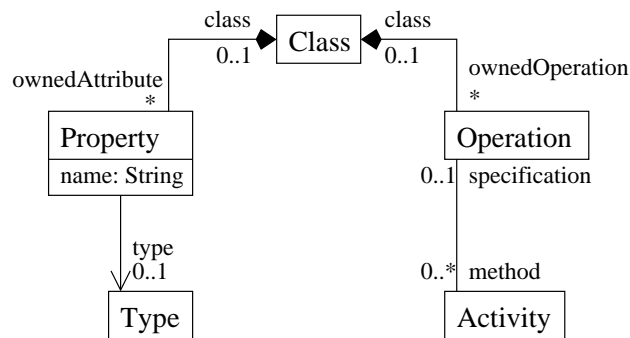 class
class
Class
0..1
0..1
ownedAttribute
ownedOperation
*
*
Property
Operation
name: String
0..1
specification
type
0..1
0..*
method
Type
Activity